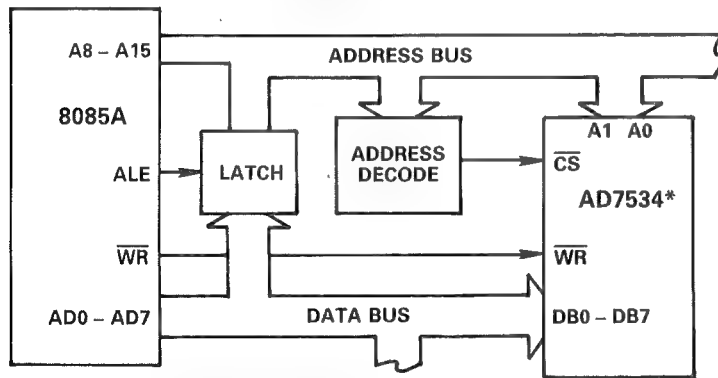 A8 – A15
ADDRESS BUS
8085A
A1 A0
ALE
LATCH
ADDRESS
DECODE
CS
AD7534*
WR
WR
AD0 – AD7
DATA BUS
DB0 – DB7